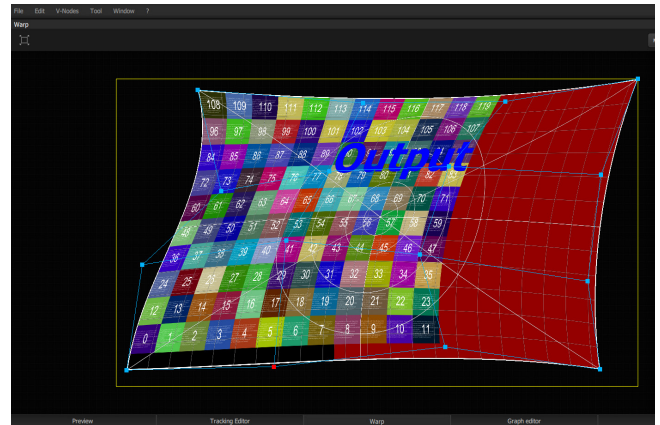 File Edit V-Nodes Tool Window ?
Warp
108 109 110 111 112 113 114 115 116 117 118 119
96 97 98 99 100 101 102 103 104 105 106 107
84 85 86 87 88 89
Output
72 73 74 75 76 77 78 79 80
60 61 62 63 64 65 66 67 68 69 70 71
48 49 50 51 52 53 54 55 56 57 58 59
36 37 38 39 40 41 42 43 44 45 46 47
24 25 26 27 28 29 30 31 32 33 34 35
12 13 14 15 16 17 18 19 20 21 22 23
0 1 2 3 4 5 6 7 8 9 10 11
Preview Tracking Editor Warp Graph editor